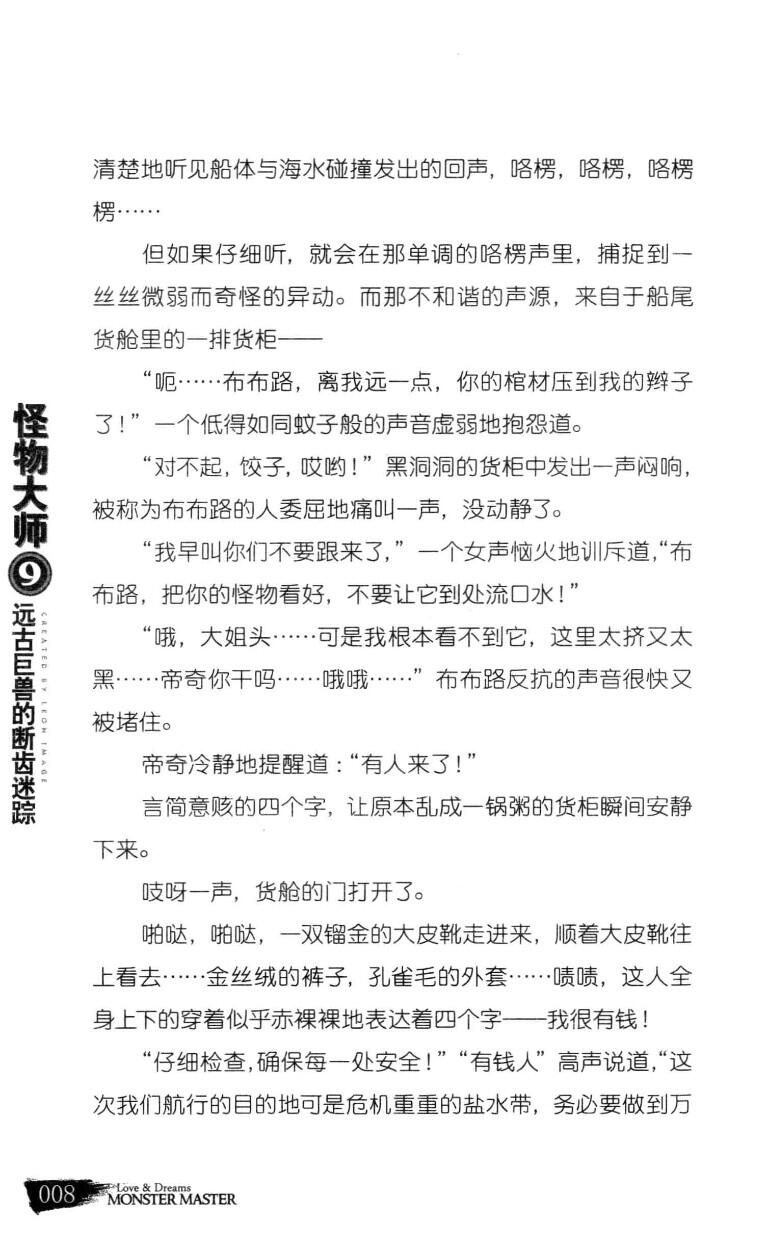 清楚地听见船体与海水碰撞发出的回声，咯楞，咯楞，咯楞
楞……
但如果仔细听，就会在那单调的咯楞声里，捕捉到一
丝丝微弱而奇怪的异动。而那不和谐的声源，来自于船尾
货舱里的一排货柜——
“呃……布布路，离我远一点，你的棺材压到我的辫子
了！”一个低得如同蚊子般的声音虚弱地抱怨道。
“对不起，饺子，哎哟！”黑洞洞的货柜中发出一声闷响，
被称为布布路的人委屈地痛叫一声，没动静了。
“我早叫你们不要跟来了，”一个女声恼火地训斥道，“布
布路，把你的怪物看好，不要让它到处流口水！”
“哦，大姐头……可是我根本看不到它，这里太挤又太
黑……帝奇你干吗……哦哦……”布布路反抗的声音很快又
被堵住。
帝奇冷静地提醒道：“有人来了！”
言简意赅的四个字，让原本乱成一锅粥的货柜瞬间安静
下来。
吱呀一声，货舱的门打开了。
啪哒，啪哒，一双镏金的大皮靴走进来，顺着大皮靴往
上看去……金丝绒的裤子，孔雀毛的外套……啧啧，这人全
身上下的穿着似乎赤裸裸地表达着四个字——我很有钱！
“仔细检查，确保每一处安全！”“有钱人”高声说道，“这
次我们航行的目的地可是危机重重的盐水带，务必要做到万
怪物大师
9
远古巨兽的断齿迷踪
CREATED BY LEON IMAGE
008
Love & Dreams
MONSTER MASTER